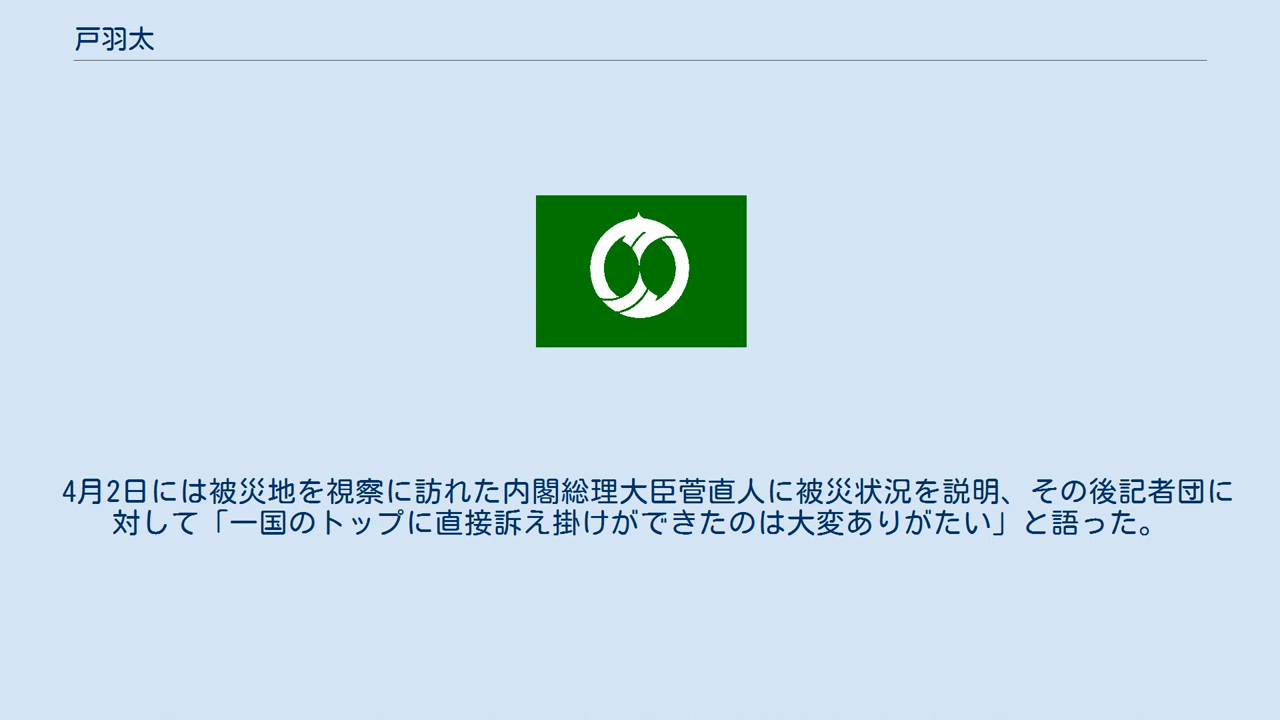 戸羽太
4月2日には被災地を視察に訪れた内閣総理大臣菅直人に被災状況を説明、その後記者団に
対して「一国のトップに直接訴え掛けができたのは大変ありがたい」と語った。